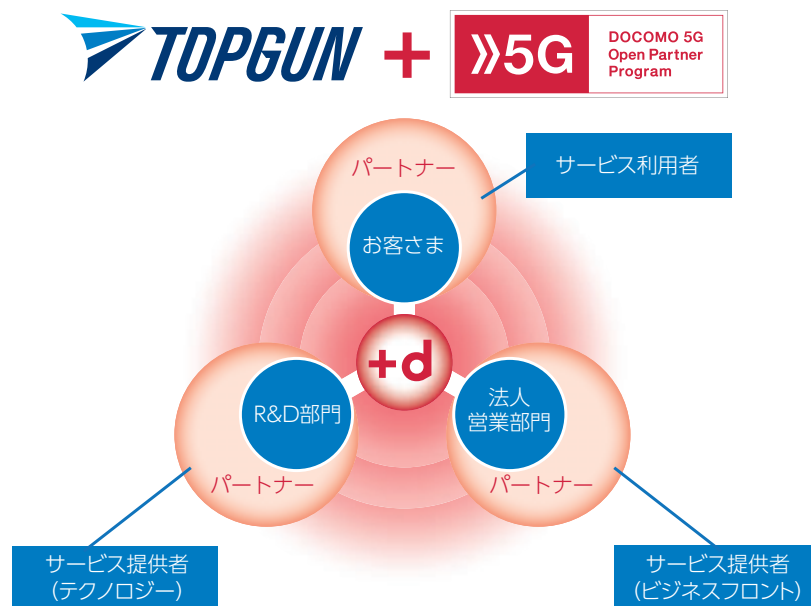 TOPGUN + »5G DOCOMO 5G
Open Partner
Program
パートナー
サービス利用者
お客さま
+d
R&D部門
法人
営業部門
パートナー
パートナー
サービス提供者
(テクノロジー)
サービス提供者
(ビジネスフロント)